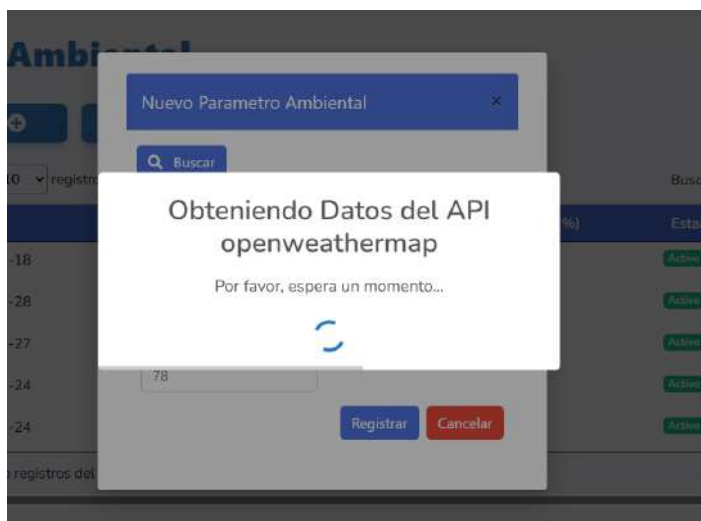 Ambiental
Nuevo Parametro Ambiental ×
Buscar
10 registro
Busc
%) Esta
-18 Activo
-28 Activo
-27 Activo
-24 Activo
-24 Activo
Obteniendo Datos del API
openweathermap
Por favor, espera un momento...
78
Registrar Cancelar
registros del